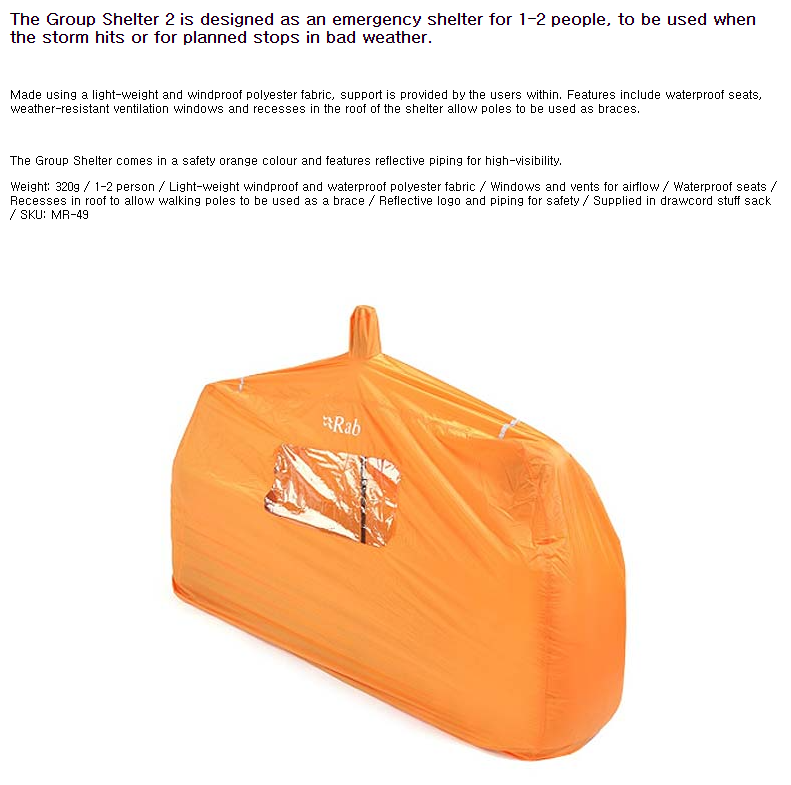 The Group Shelter 2 is designed as an emergency shelter for 1-2 people, to be used when
the storm hits or for planned stops in bad weather.
Made using a light-weight and windproof polyester fabric, support is provided by the users within. Features include waterproof seats,
weather-resistant ventilation windows and recesses in the roof of the shelter allow poles to be used as braces.
The Group Shelter comes in a safety orange colour and features reflective piping for high-visibility.
Weight: 320g / 1-2 person / Light-weight windproof and waterproof polyester fabric / Windows and vents for airflow / Waterproof seats /
Recesses in roof to allow walking poles to be used as a brace / Reflective logo and piping for safety / Supplied in drawcord stuff sack
/ SKU: MR-49
Rab